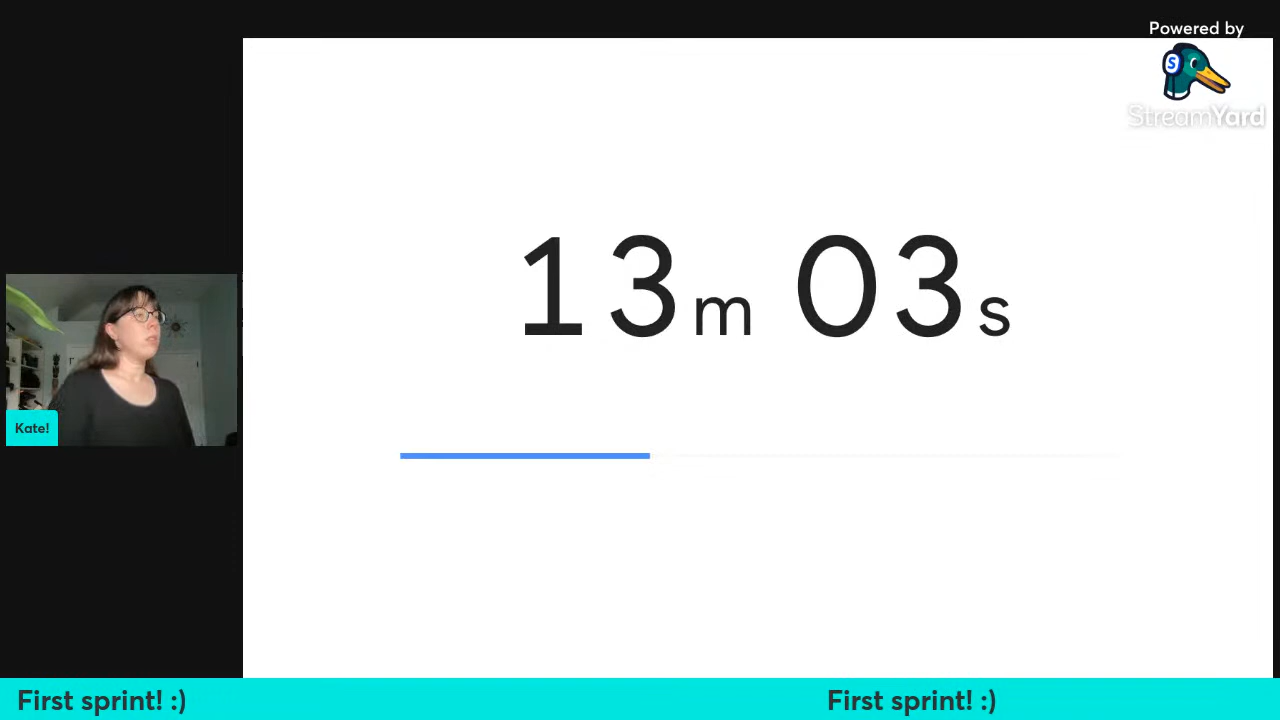 Powered by
S
StreamYard
13m 03s
Kate!
First sprint! :)
First sprint! :)